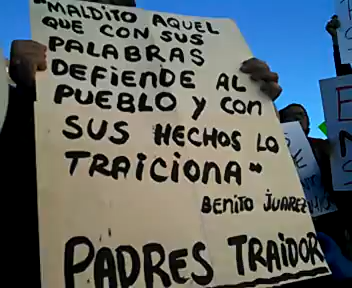 "MALDITO AQUEL
QUE CON SUS
PALABRAS
DEFIENDE AL
PUEBLO Y CON
SUS HECHOS LO
TRAICIONA"
BENITO JUAREZ
PADRES TRAIDOR